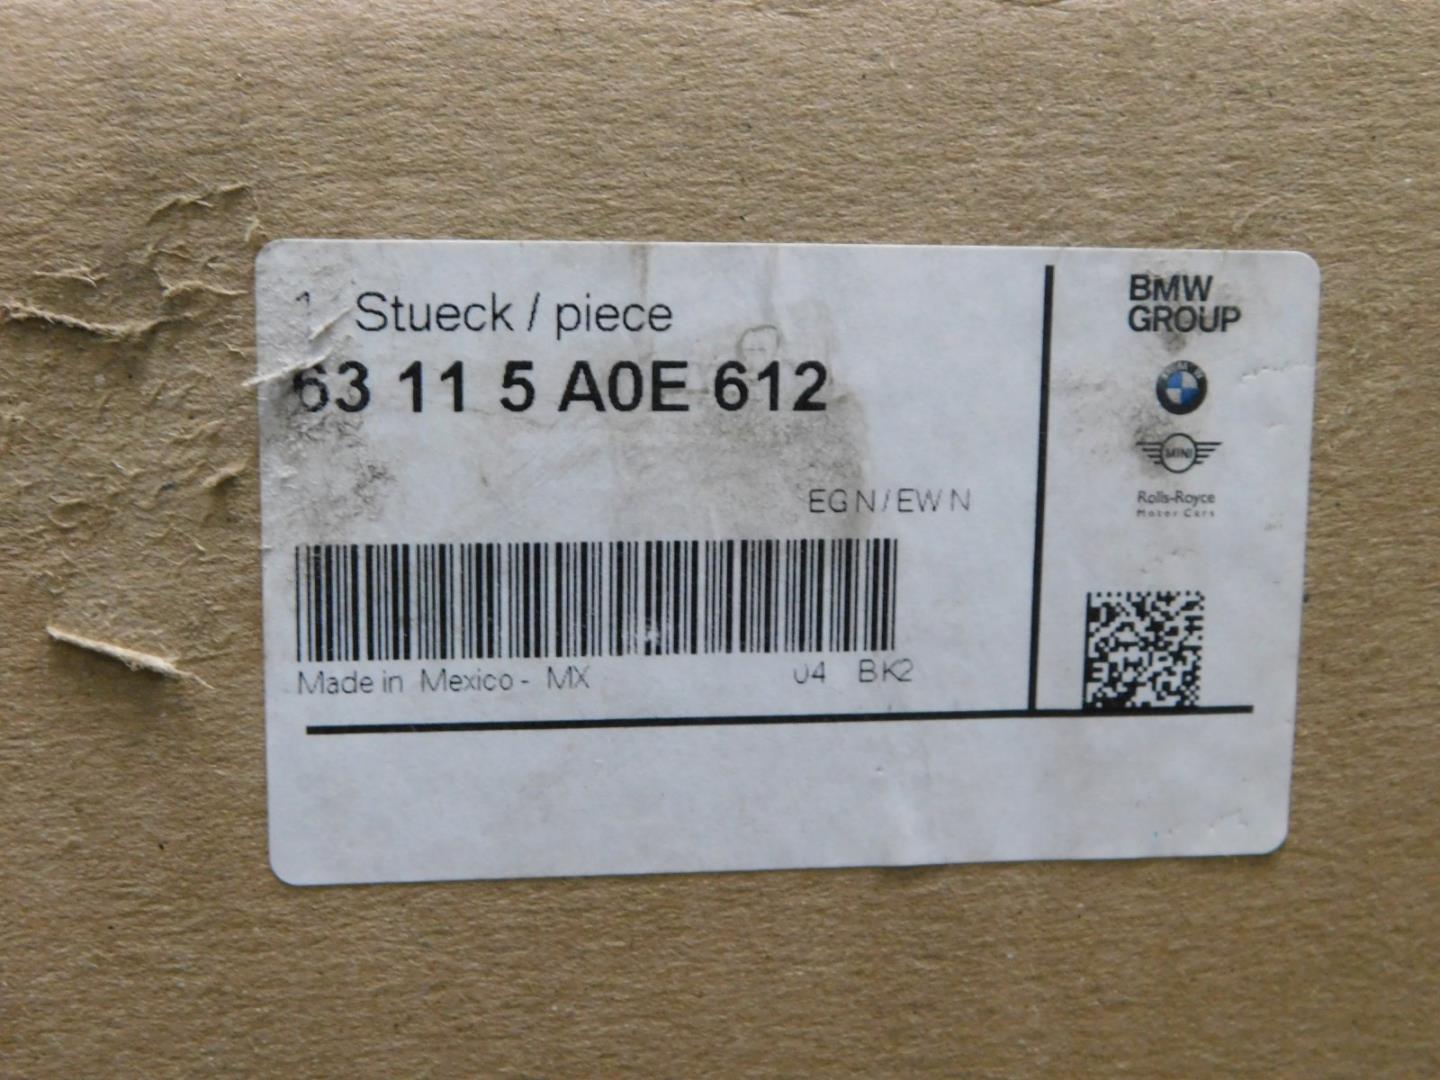 1 Stueck / piece
63 11 5 A0E 612
EGN/EWN
Made in Mexico - MX 04 BK2
BMW
GROUP
MINI
Rolls-Royce
Motor Cars